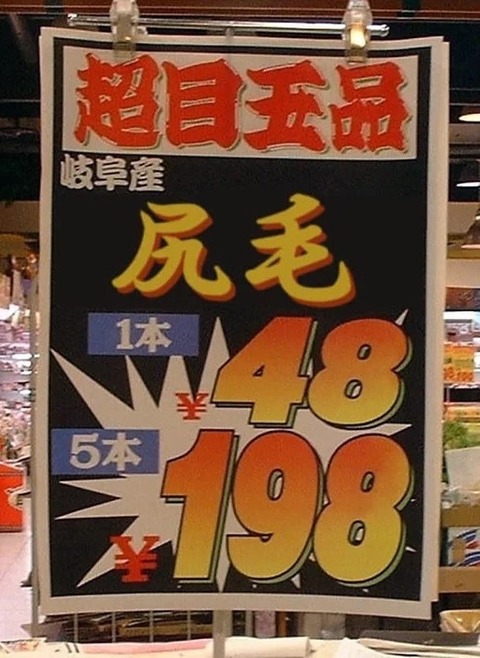 超目玉品
岐阜産
尻毛
1本 ¥48
5本 ¥198